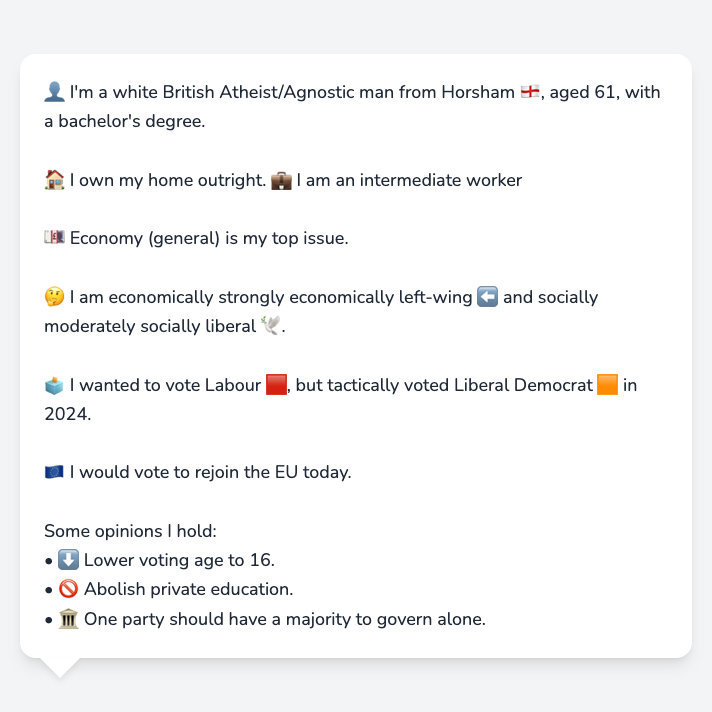 👤 I'm a white British Atheist/Agnostic man from Horsham 🏴󠁧󠁢󠁥󠁮󠁧󠁿, aged 61, with
a bachelor's degree.
🏠 I own my home outright. 💼 I am an intermediate worker
💷 Economy (general) is my top issue.
🤔 I am economically strongly economically left-wing ⬅️ and socially
moderately socially liberal 🕊️.
🗳️ I wanted to vote Labour 🟥, but tactically voted Liberal Democrat 🟧 in
2024.
🇪🇺 I would vote to rejoin the EU today.
Some opinions I hold:
• ⬇️ Lower voting age to 16.
• 🚫 Abolish private education.
• 🏛️ One party should have a majority to govern alone.